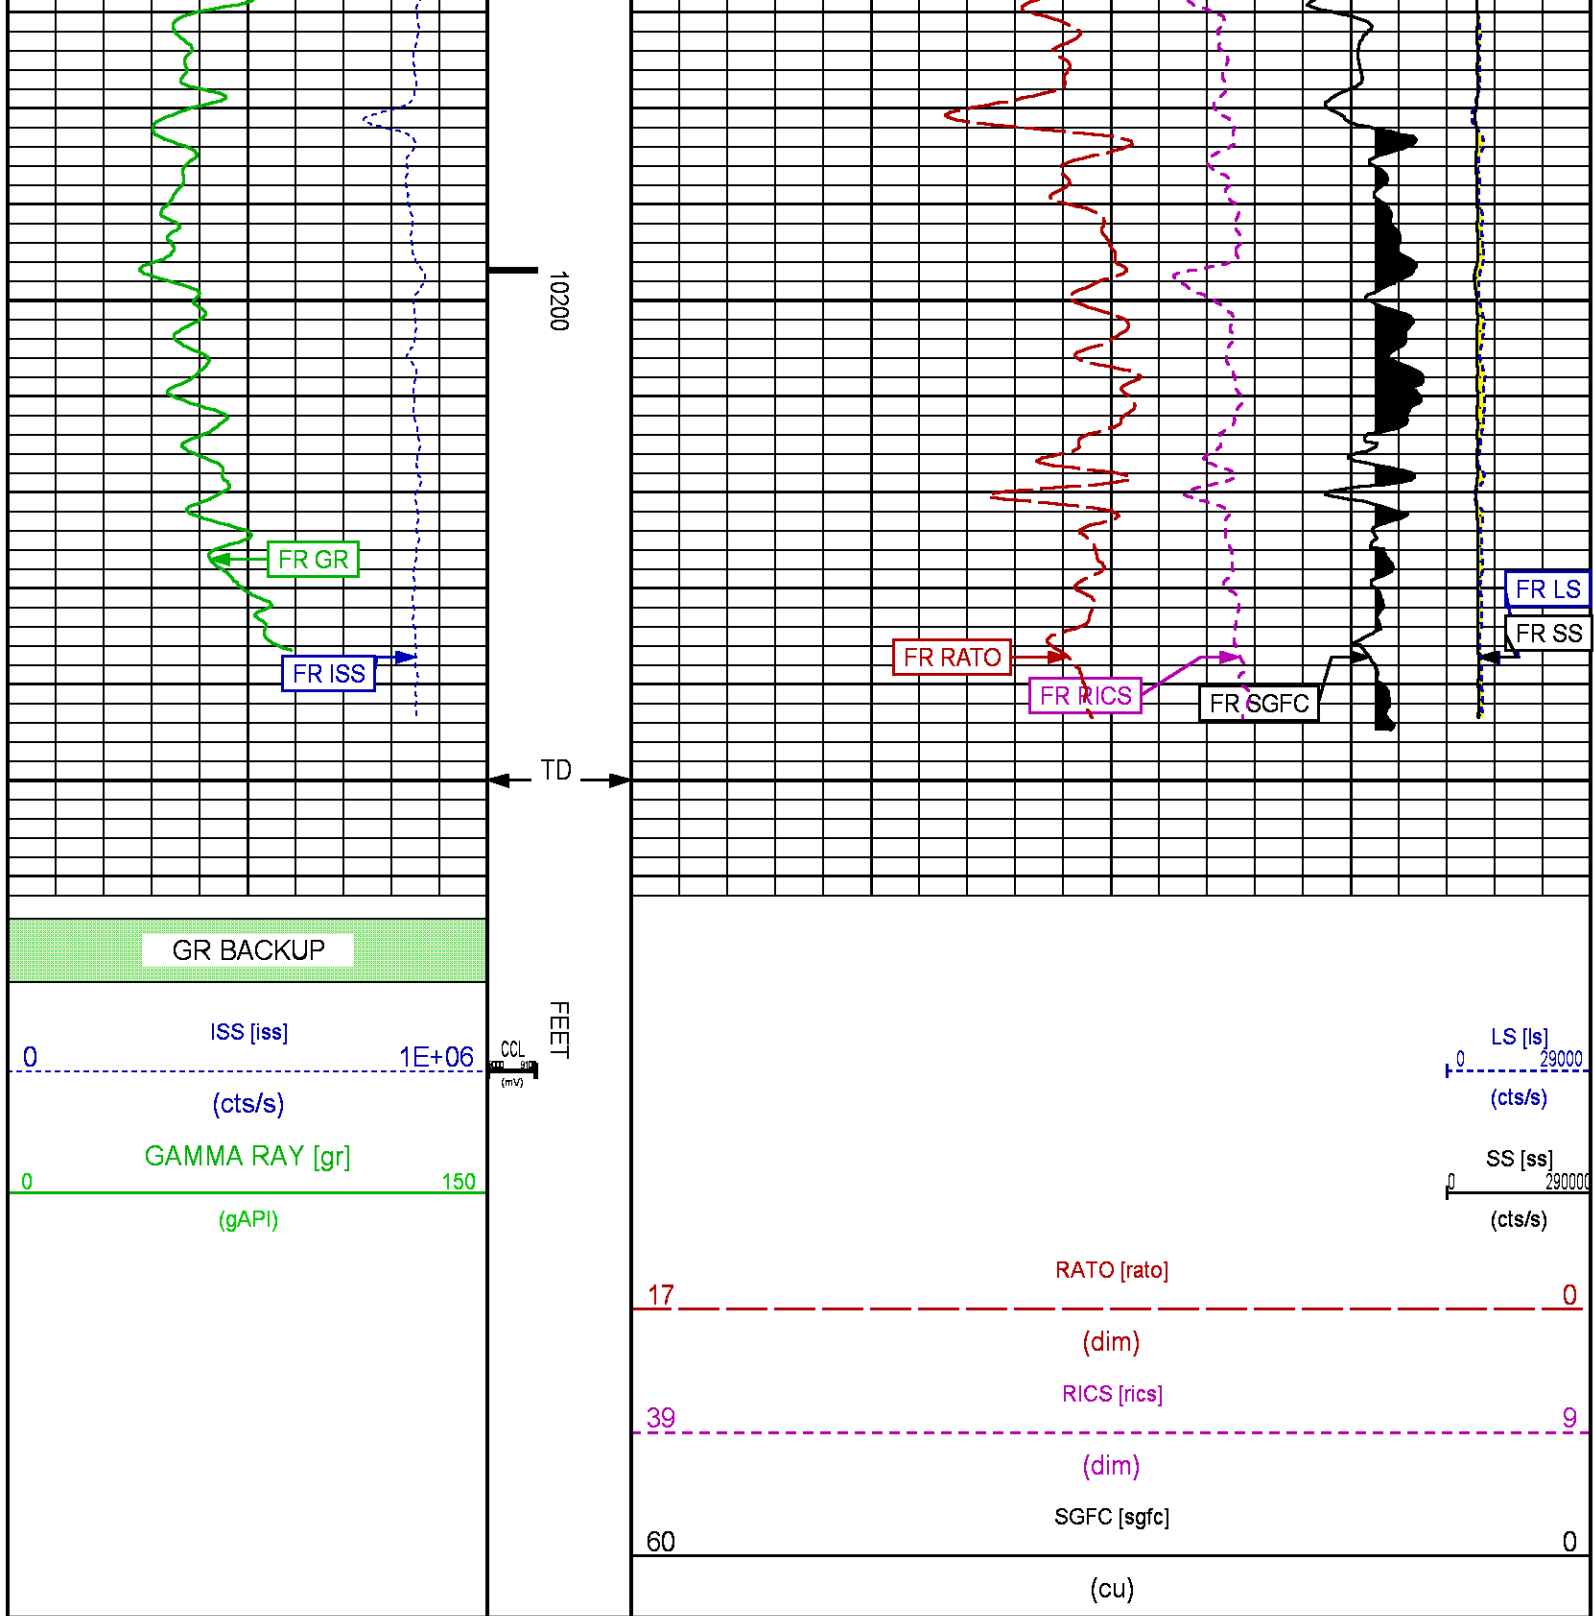 10200
FR GR
FR ISS
FR LS
FR SS
FR RATO
FR RICS
FR SGFC
TD
GR BACKUP
FEET
ISS [iss]
0 1E+06
(cts/s)
CCL
(mV)
GAMMA RAY [gr]
0 150
(gAPI)
LS [ls]
0 29000
(cts/s)
SS [ss]
0 290000
(cts/s)
RATO [rato]
17 0
(dim)
RICS [rics]
39 9
(dim)
SGFC [sgfc]
60 0
(cu)